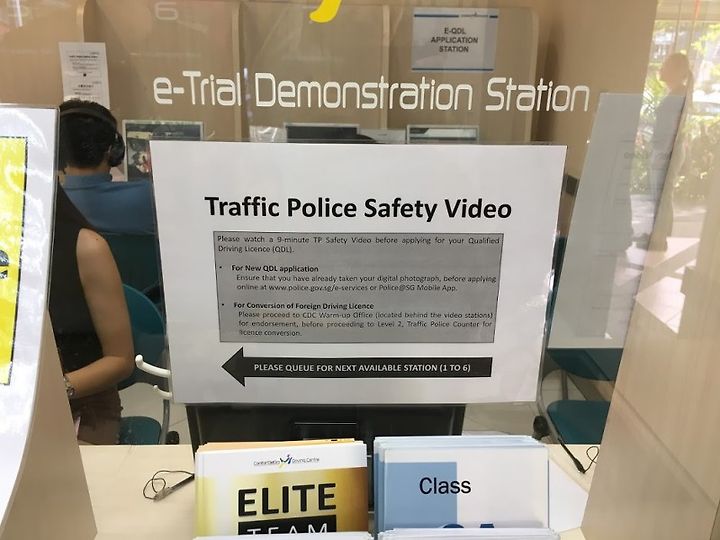 E-QDL
APPLICATION
STATION
e-Trial Demonstration Station
Traffic Police Safety Video
Please watch a 9-minute TP Safety Video before applying for your Qualified
Driving Licence (QDL).
• For New QDL application
Ensure that you have already taken your digital photograph, before applying
online at www.police.gov.sg/e-services or Police@SG Mobile App.
• For Conversion of Foreign Driving Licence
Please proceed to CDC Warm-up Office (located behind the video stations)
for endorsement, before proceeding to Level 2, Traffic Police Counter for
licence conversion.
PLEASE QUEUE FOR NEXT AVAILABLE STATION (1 TO 6)
ComfortDelGro Driving Centre
ELITE
TEAM
Class